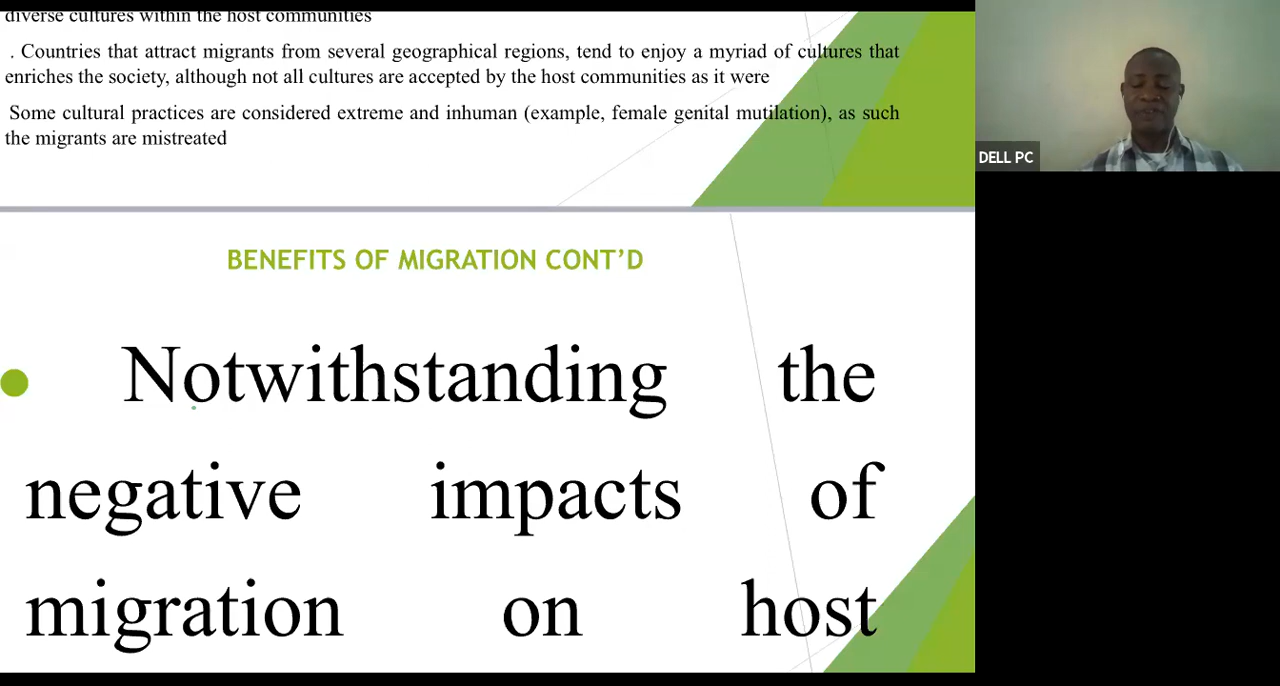 diverse cultures within the host communities
. Countries that attract migrants from several geographical regions, tend to enjoy a myriad of cultures that
enriches the society, although not all cultures are accepted by the host communities as it were
Some cultural practices are considered extreme and inhuman (example, female genital mutilation), as such
the migrants are mistreated
DELL PC
BENEFITS OF MIGRATION CONT'D
Notwithstanding the
negative impacts of
migration on host